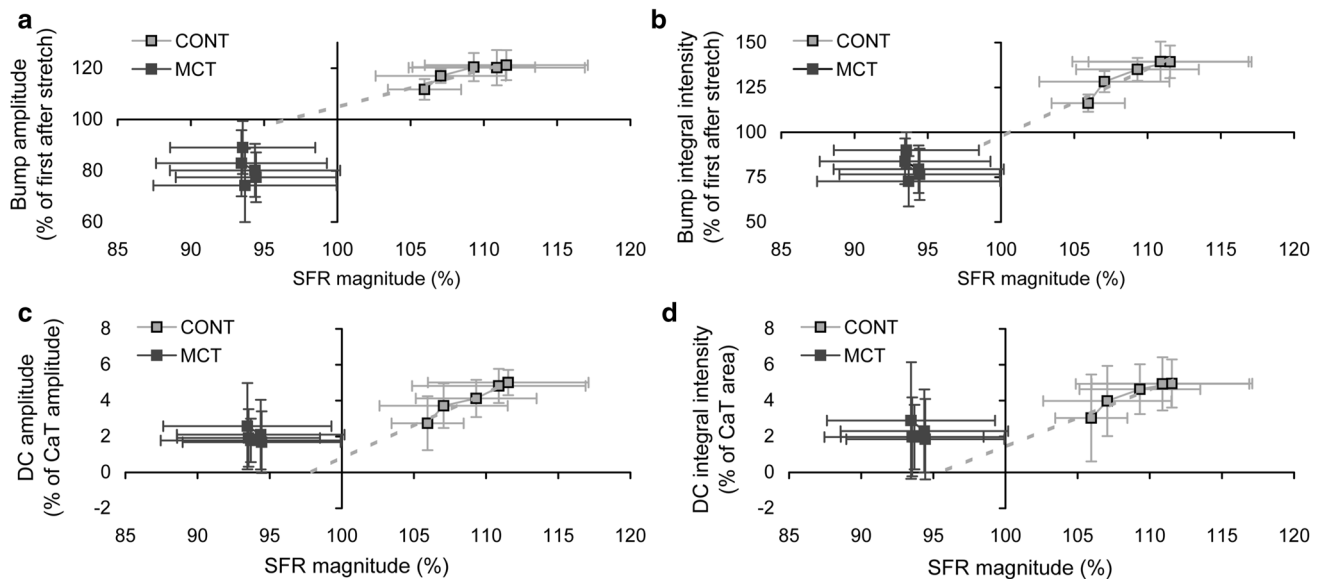 a
Bump amplitude
(% of first after stretch)
CONT
MCT
120
100
80
60
85 90 95 100 105 110 115 120
SFR magnitude (%)
b
Bump integral intensity
(% of first after stretch)
CONT
MCT
150
125
100
75
50
85 90 95 100 105 110 115 120
SFR magnitude (%)
c
DC amplitude
(% of CaT amplitude)
CONT
MCT
8
6
4
2
0
-2
85 90 95 100 105 110 115 120
SFR magnitude (%)
d
DC integral intensity
(% of CaT area)
CONT
MCT
8
6
4
2
0
-2
85 90 95 100 105 110 115 120
SFR magnitude (%)